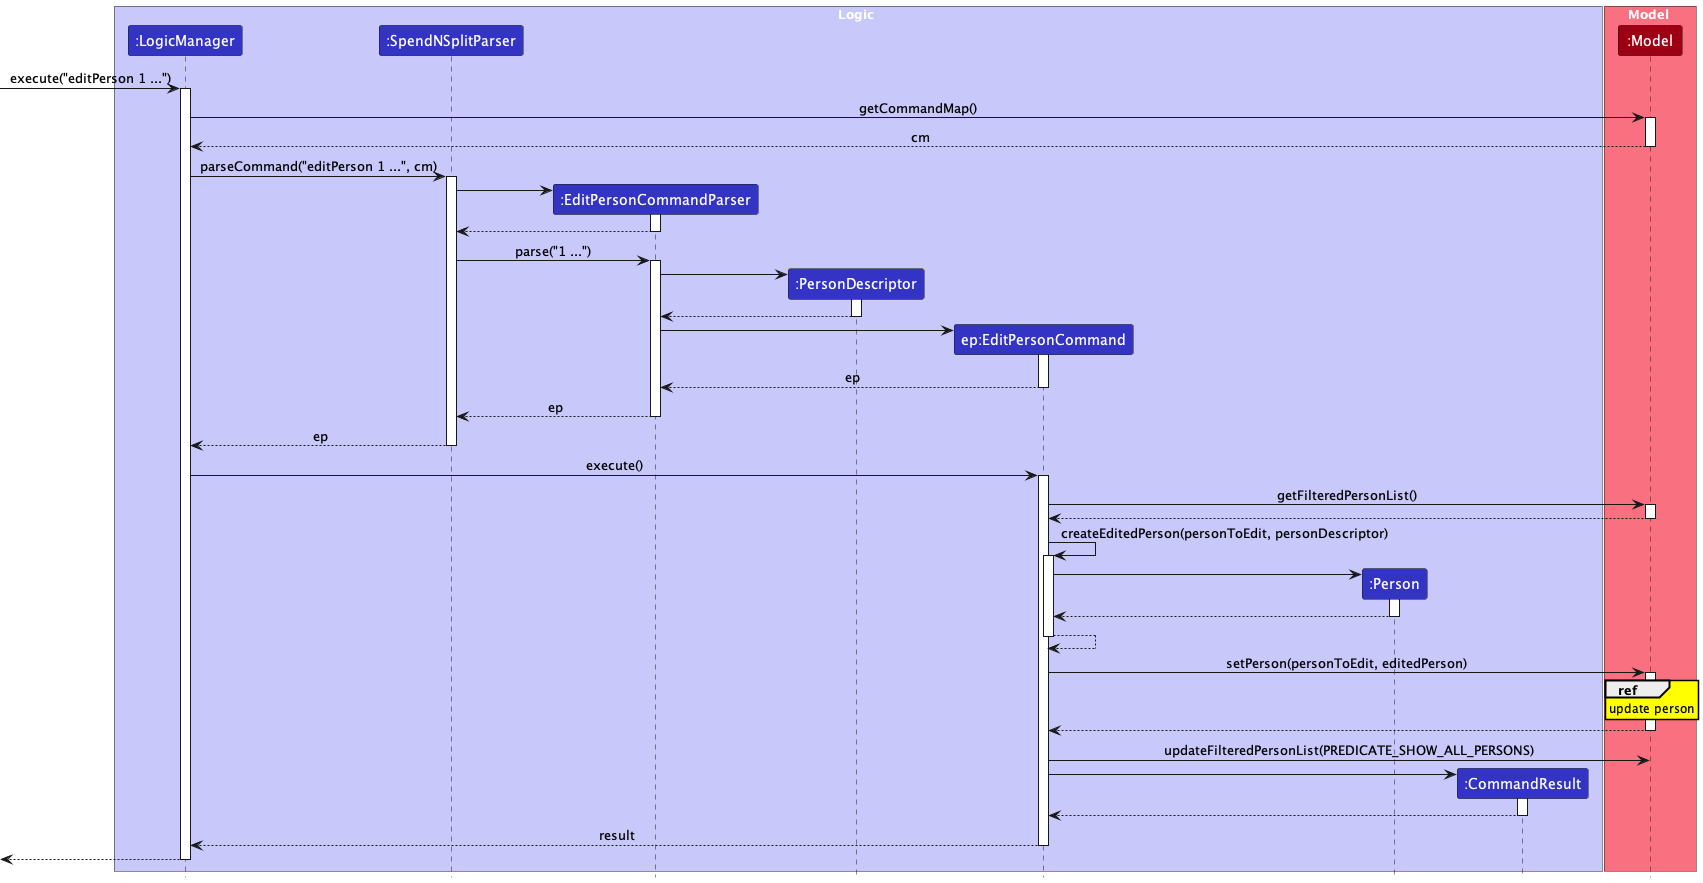 Logic
Model
:LogicManager
:SpendNSplitParser
:Model
execute("editPerson 1 ...")
getCommandMap()
cm
parseCommand("editPerson 1 ...", cm)
:EditPersonCommandParser
parse("1 ...")
:PersonDescriptor
ep:EditPersonCommand
ep
ep
ep
execute()
getFilteredPersonList()
createEditedPerson(personToEdit, personDescriptor)
:Person
setPerson(personToEdit, editedPerson)
ref
update person
updateFilteredPersonList(PREDICATE_SHOW_ALL_PERSONS)
:CommandResult
result